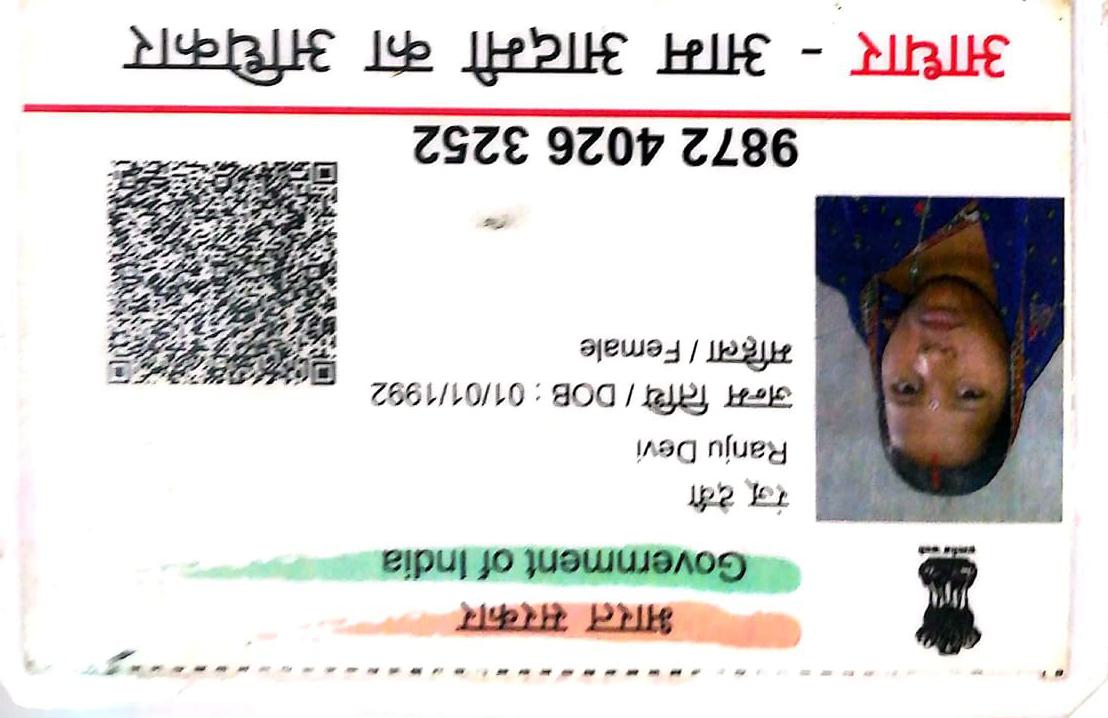 भारत सरकार
Government of India
रंजू देवी
Ranju Devi
जन्म तिथि / DOB : 01/01/1992
महिला / Female
9872 4026 3252
आधार - आम आदमी का अधिकार